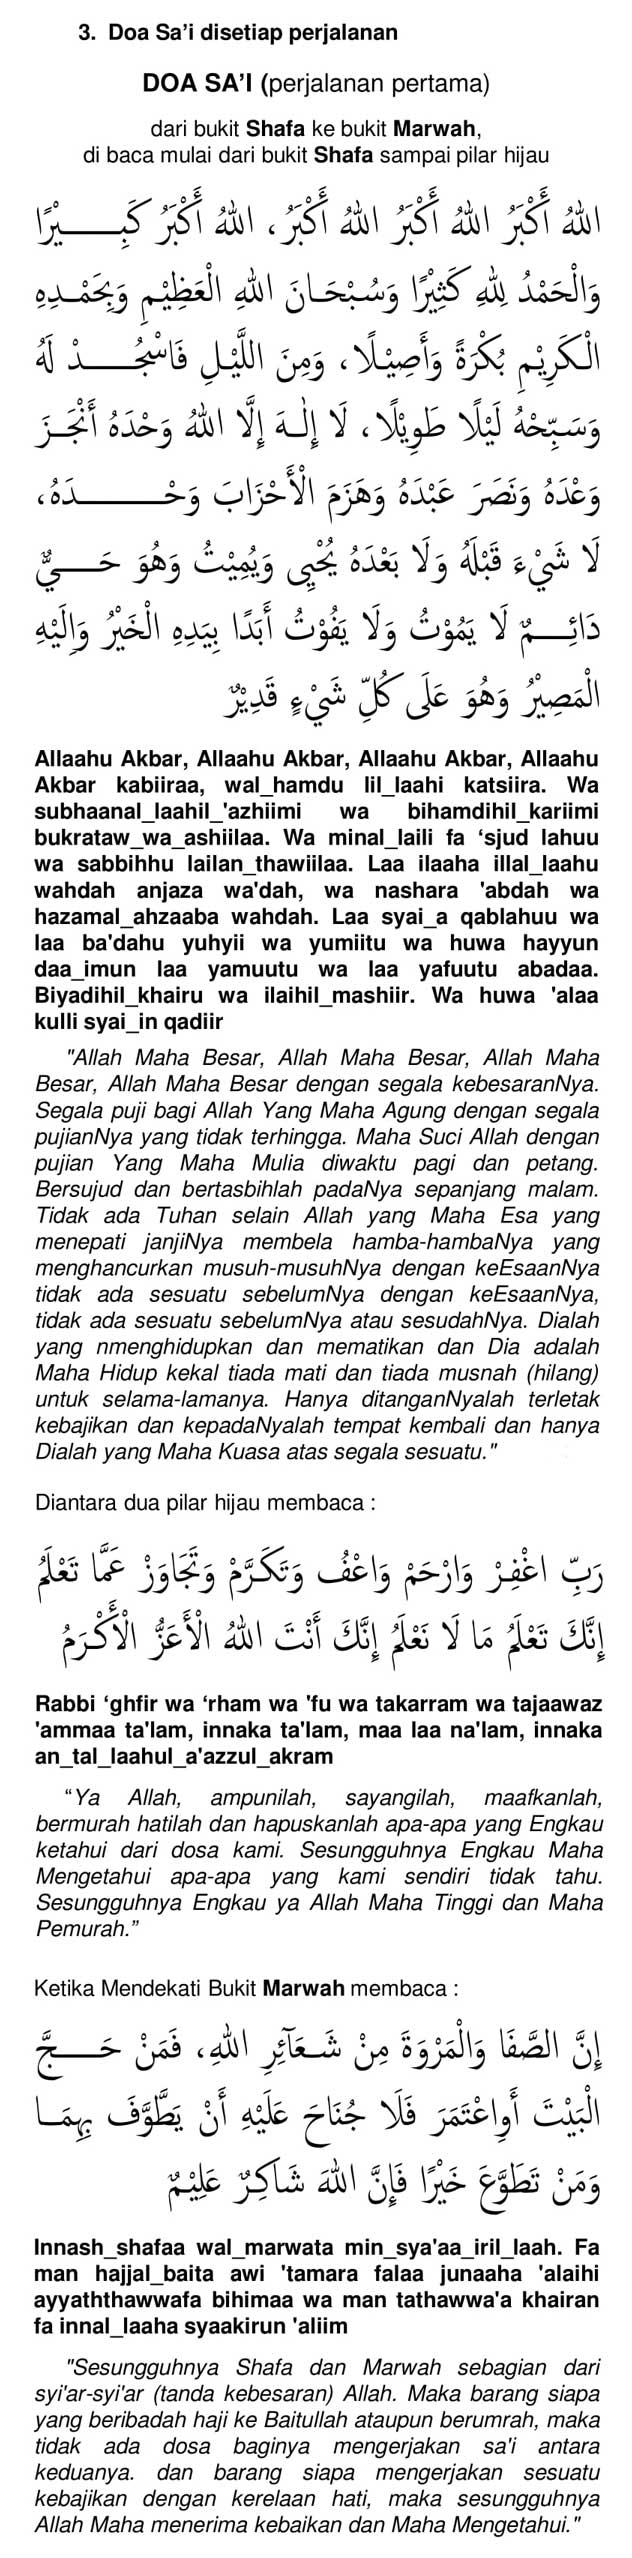 3. Doa Sa’i disetiap perjalanan
DOA SA’I (perjalanan pertama)
dari bukit Shafa ke bukit Marwah,
di baca mulai dari bukit Shafa sampai pilar hijau
اللهُ أَكْبَرُ اللهُ أَكْبَرُ اللهُ أَكْبَرُ، اللهُ أَكْبَرُ كَبِـــــيْرًا
وَالْحَمْدُ لِلّٰهِ كَثِيْرًا وَسُبْحَـانَ اللهِ الْعَظِيْمِ وَبِحَمْـدِهِ
الْكَرِيْمِ بُكْرَةً وَأَصِيْلًا، وَمِنَ اللَّيْـلِ فَاسْجُـــــدْ لَهُ
وَسَبِّحْهُ لَيْلًا طَوِيْلًا، لَا إِلٰـهَ إِلَّا اللهُ وَحْدَهُ أَنْجَـزَ
وَعْدَهُ وَنَصَرَ عَبْدَهُ وَهَزَمَ الْأَحْزَابَ وَحْـــــــدَهُ،
لَا شَيْءَ قَبْلَهُ وَلَا بَعْدَهُ يُحْيِى وَيُمِيْتُ وَهُوَ حَـــيٌّ
دَائِـــمٌ لَا يَمُوْتُ وَلَا يَفُوْتُ أَبَدًا بِيَدِهِ الْخَيْرُ وَإِلَيْهِ
الْمَصِيْرُ وَهُوَ عَلَى كُلِّ شَيْءٍ قَدِيْرٌ
Allaahu Akbar, Allaahu Akbar, Allaahu Akbar, Allaahu
Akbar kabiiraa, wal_hamdu lil_laahi katsiira. Wa
subhaanal_laahil_'azhiimi wa bihamdihil_kariimi
bukrataw_wa_ashiilaa. Wa minal_laili fa ‘sjud lahuu
wa sabbihhu lailan_thawiilaa. Laa ilaaha illal_laahu
wahdah anjaza wa'dah, wa nashara 'abdah wa
hazamal_ahzaaba wahdah. Laa syai_a qablahuu wa
laa ba'dahu yuhyii wa yumiitu wa huwa hayyun
daa_imun laa yamuutu wa laa yafuutu abadaa.
Biyadihil_khairu wa ilaihil_mashiir. Wa huwa 'alaa
kulli syai_in qadiir
"Allah Maha Besar, Allah Maha Besar, Allah Maha
Besar, Allah Maha Besar dengan segala kebesaranNya.
Segala puji bagi Allah Yang Maha Agung dengan segala
pujianNya yang tidak terhingga. Maha Suci Allah dengan
pujian Yang Maha Mulia diwaktu pagi dan petang.
Bersujud dan bertasbihlah padaNya sepanjang malam.
Tidak ada Tuhan selain Allah yang Maha Esa yang
menepati janjiNya membela hamba-hambaNya yang
menghancurkan musuh-musuhNya dengan keEsaanNya
tidak ada sesuatu sebelumNya dengan keEsaanNya,
tidak ada sesuatu sebelumNya atau sesudahNya. Dialah
yang nmenghidupkan dan mematikan dan Dia adalah
Maha Hidup kekal tiada mati dan tiada musnah (hilang)
untuk selama-lamanya. Hanya ditanganNyalah terletak
kebajikan dan kepadaNyalah tempat kembali dan hanya
Dialah yang Maha Kuasa atas segala sesuatu."
Diantara dua pilar hijau membaca :
رَبِّ اغْفِـرْ وَارْحَمْ وَاعْفُ وَتَكَرَّمْ وَتَجَاوَزْ عَمَّا تَعْلَمُ
إِنَّكَ تَعْلَمُ مَا لَا نَعْلَمُ إِنَّكَ أَنْتَ اللهُ الْأَعَزُّ الْأَكْرَمُ
Rabbi ‘ghfir wa ‘rham wa 'fu wa takarram wa tajaawaz
'ammaa ta'lam, innaka ta'lam, maa laa na'lam, innaka
an_tal_laahul_a'azzul_akram
“Ya Allah, ampunilah, sayangilah, maafkanlah,
bermurah hatilah dan hapuskanlah apa-apa yang Engkau
ketahui dari dosa kami. Sesungguhnya Engkau Maha
Mengetahui apa-apa yang kami sendiri tidak tahu.
Sesungguhnya Engkau ya Allah Maha Tinggi dan Maha
Pemurah.”
Ketika Mendekati Bukit Marwah membaca :
إِنَّ الصَّفَا وَالْمَرْوَةَ مِنْ شَـعَآئِرِ اللهِ، فَمَنْ حَـــجَّ
الْبَيْتَ أَوِاعْتَمَرَ فَلَا جُنَاحَ عَلَيْهِ أَنْ يَطَّوَّفَ بِهِمَـا
وَمَنْ تَطَوَّعَ خَيْرًا فَإِنَّ اللهَ شَاكِرٌ عَلِيْمٌ
Innash_shafaa wal_marwata min_sya'aa_iril_laah. Fa
man hajjal_baita awi 'tamara falaa junaaha 'alaihi
ayyaththawwafa bihimaa wa man tathawwa'a khairan
fa innal_laaha syaakirun 'aliim
"Sesungguhnya Shafa dan Marwah sebagian dari
syi'ar-syi'ar (tanda kebesaran) Allah. Maka barang siapa
yang beribadah haji ke Baitullah ataupun berumrah, maka
tidak ada dosa baginya mengerjakan sa'i antara
keduanya. dan barang siapa mengerjakan sesuatu
kebajikan dengan kerelaan hati, maka sesungguhnya
Allah Maha menerima kebaikan dan Maha Mengetahui."